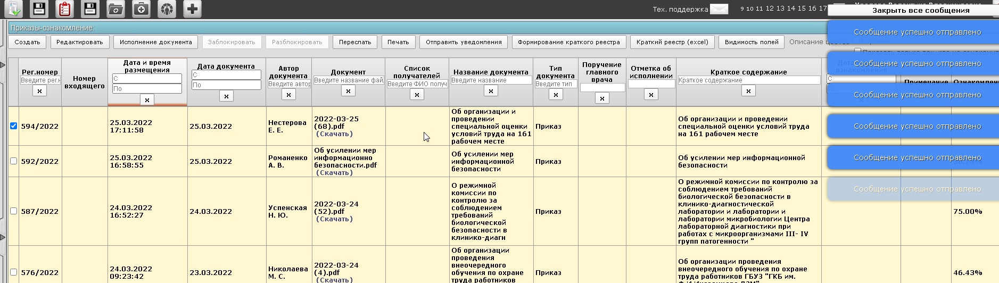 Тех. поддержка
9 10 11 12 13 14 15 16 17
Закрыть все сообщения
Приказы-ознакомление:
Сообщение успешно отправлено
Создать Редактировать Исполнение документа Заблокировать Разблокировать Переслать Печать Отправить уведомления Формирование краткого реестра Краткий реестр (excel) Видимость полей Описание
Сообщение успешно отправлено
Рег.номер
Введите рег.н
x
Номер
входящего
Дата и время
размещения
С
По
x
Дата документа
С
По
x
Автор
документа
Введите автор
x
Документ
Введите название фай
x
Список
получателей
Введите ФИО получ
x
Название документа
Введите название
x
Тип
документа
Введите тип
x
Поручение
главного
врача
x
Отметка об
исполнении
x
Краткое содержание
Краткое содержание
x
ознакомления
С
Примечание
Ознакомлен
Сообщение успешно отправлено
594/2022
25.03.2022
17:11:58
25.03.2022
Нестерова
Е. Е.
2022-03-25
(68).pdf
(Скачать)
Об организации и
проведении
специальной оценки
условий труда на 161
рабочем месте
Приказ
Об организации и проведении
специальной оценки условий труда
на 161 рабочем месте
Сообщение успешно отправлено
592/2022
25.03.2022
16:58:55
25.03.2022
Романенко
А. В.
Об усилении мер
информационно
безопасности.pdf
(Скачать)
Об усилении мер
информационной
безопасности
Приказ
Об усилении мер информационной
безопасности
Сообщение успешно отправлено
587/2022
24.03.2022
16:52:27
24.03.2022
Успенская
Н. Ю.
2022-03-24
(52).pdf
(Скачать)
О режимной
комиссии по
контролю за
соблюдением
требований
биологической
безопасности в
клинико-диагн
Приказ
О режимной комиссии по контролю за
соблюдением требований
биологической безопасности в
клинико-диагностической
лаборатории и лаборатории и
лаборатории микробиологии Центра
лабораторной диагностики при
работах с микроорганизмами III- IV
групп патогенности "
75.00%
Сообщение успешно отправлено
576/2022
24.03.2022
09:23:42
23.03.2022
Николаева
М. С.
2022-03-24
(4).pdf
(Скачать)
Об организации
проведения
внеочередного
обучения по охране
труда работников
Приказ
Об организации проведения
внеочередного обучения по охране
труда работников ГБУЗ "ГКБ им.
46.43%